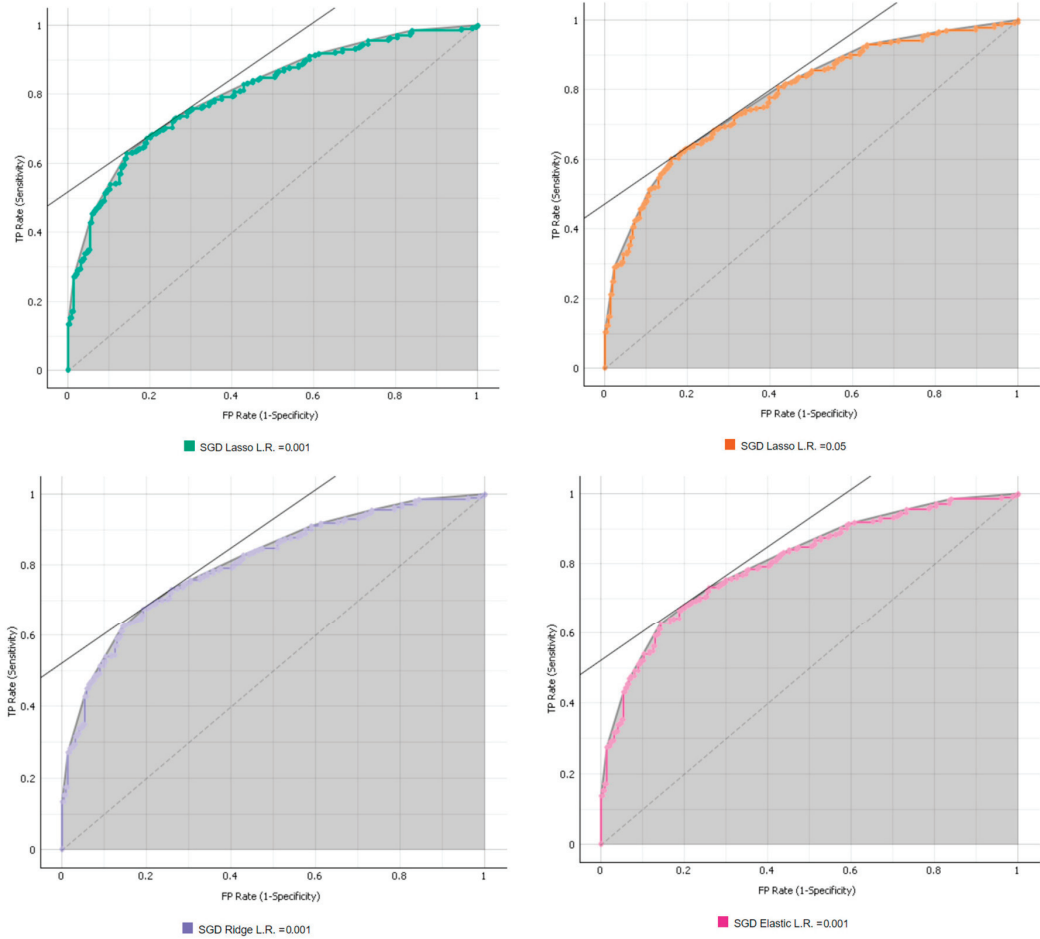 1
0.8
0.6
0.4
0.2
0
TP Rate (Sensitivity)
0 0.2 0.4 0.6 0.8 1
FP Rate (1-Specificity)
SGD Lasso L.R. =0.001
1
0.8
0.6
0.4
0.2
0
TP Rate (Sensitivity)
0 0.2 0.4 0.6 0.8 1
FP Rate (1-Specificity)
SGD Lasso L.R. =0.05
1
0.8
0.6
0.4
0.2
0
TP Rate (Sensitivity)
0 0.2 0.4 0.6 0.8 1
FP Rate (1-Specificity)
SGD Ridge L.R. =0.001
1
0.8
0.6
0.4
0.2
0
TP Rate (Sensitivity)
0 0.2 0.4 0.6 0.8 1
FP Rate (1-Specificity)
SGD Elastic L.R. =0.001